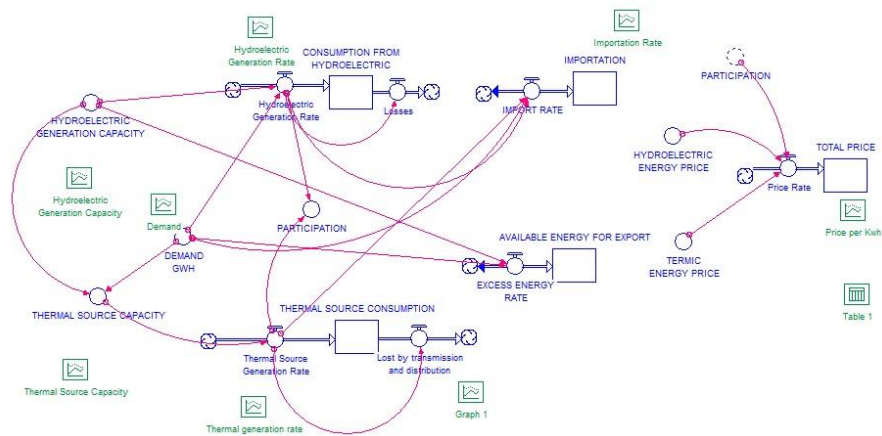 Hydroelectric
Generation Rate
CONSUMPTION FROM
HYDROELECTRIC
Importation Rate
IMPORTATION
PARTICIPATION
Hydroelectric
Generation Rate
Losses
IMPORT RATE
HYDROELECTRIC
GENERATION CAPACITY
HYDROELECTRIC
ENERGY PRICE
TOTAL PRICE
Price Rate
Hydroelectric
Generation Capacity
Demand
PARTICIPATION
DEMAND
GWH
AVAILABLE ENERGY FOR EXPORT
Price per Kwh
TERMIC
ENERGY PRICE
EXCESS ENERGY
RATE
THERMAL SOURCE CAPACITY
THERMAL SOURCE CONSUMPTION
Table 1
Thermal Source
Generation Rate
Lost by transmission
and distribution
Thermal Source Capacity
Thermal generation rate
Graph 1